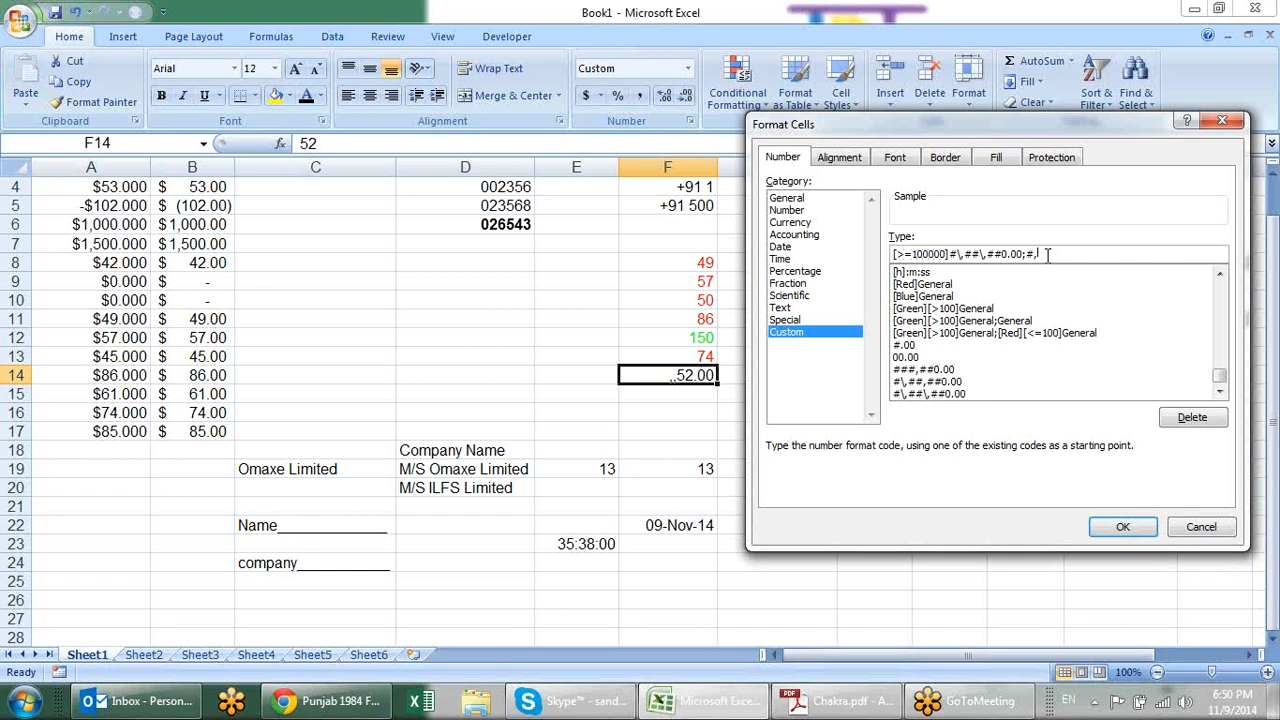 Book1 - Microsoft Excel
Home Insert Page Layout Formulas Data Review View Developer
Cut
Copy
Format Painter
Paste
Clipboard
Arial 12
B I U
Font
Wrap Text
Merge & Center
Alignment
Custom
$ % ,
Number
Conditional Formatting
Format as Table
Cell Styles
Insert Delete Format
AutoSum
Fill
Clear
Sort & Filter
Find & Select
F14 fx 52
A B C D E F
4 $53.000 $ 53.00 002356 +91 1
5 -$102.000 $ (102.00) 023568 +91 500
6 $1,000.000 $ 1,000.00 026543
7 $1,500.000 $ 1,500.00
8 $42.000 $ 42.00 49
9 $0.000 $ - 57
10 $0.000 $ - 50
11 $49.000 $ 49.00 86
12 $57.000 $ 57.00 150
13 $45.000 $ 45.00 74
14 $86.000 $ 86.00 ,,52.00
15 $61.000 $ 61.00
16 $74.000 $ 74.00
17 $85.000 $ 85.00
18 Company Name
19 Omaxe Limited M/S Omaxe Limited 13 13
20 M/S ILFS Limited
21
22 Name____________ 09-Nov-14
23 35:38:00
24 company____________
25
26
27
28
Format Cells
Number Alignment Font Border Fill Protection
Category:
General
Number
Currency
Accounting
Date
Time
Percentage
Fraction
Scientific
Text
Special
Custom
Sample
Type:
[>=100000]#\,##\,##0.00;#,
[h]:m:ss
[Red]General
[Blue]General
[Green][>100]General
[Green][>100]General;General
[Green][>100]General;[Red][<=100]General
#.00
00.00
###,##0.00
#\,##,##0.00
#\,##\,##0.00
Delete
Type the number format code, using one of the existing codes as a starting point.
OK Cancel
Sheet1 Sheet2 Sheet3 Sheet4 Sheet5 Sheet6
Ready 100%
Inbox - Person...
Punjab 1984 F...
Skype™ - sand...
Microsoft Exce...
Chakra.pdf - A...
GoToMeeting
EN
6:50 PM
11/9/2014